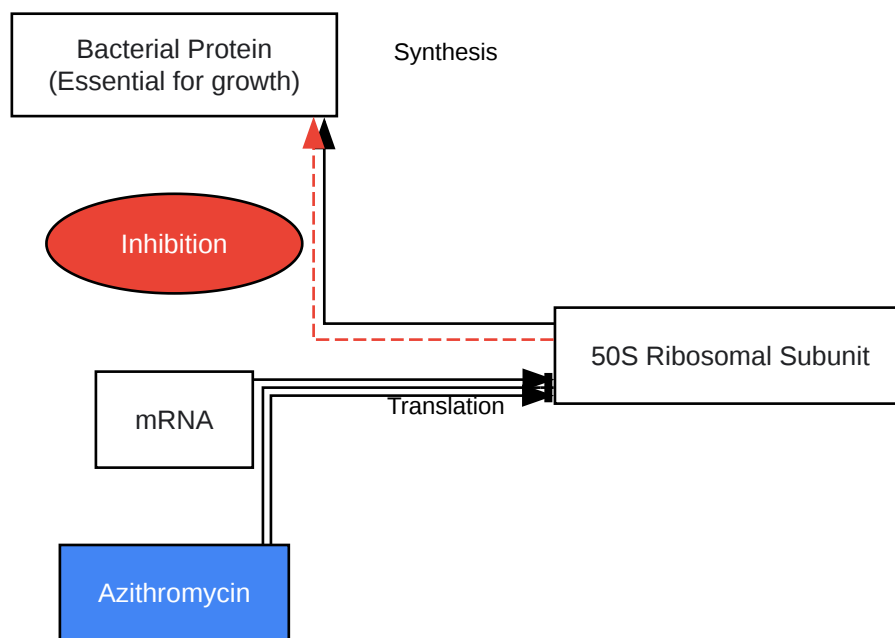 Bacterial Protein
(Essential for growth)
Synthesis
Inhibition
50S Ribosomal Subunit
mRNA
Translation
Azithromycin